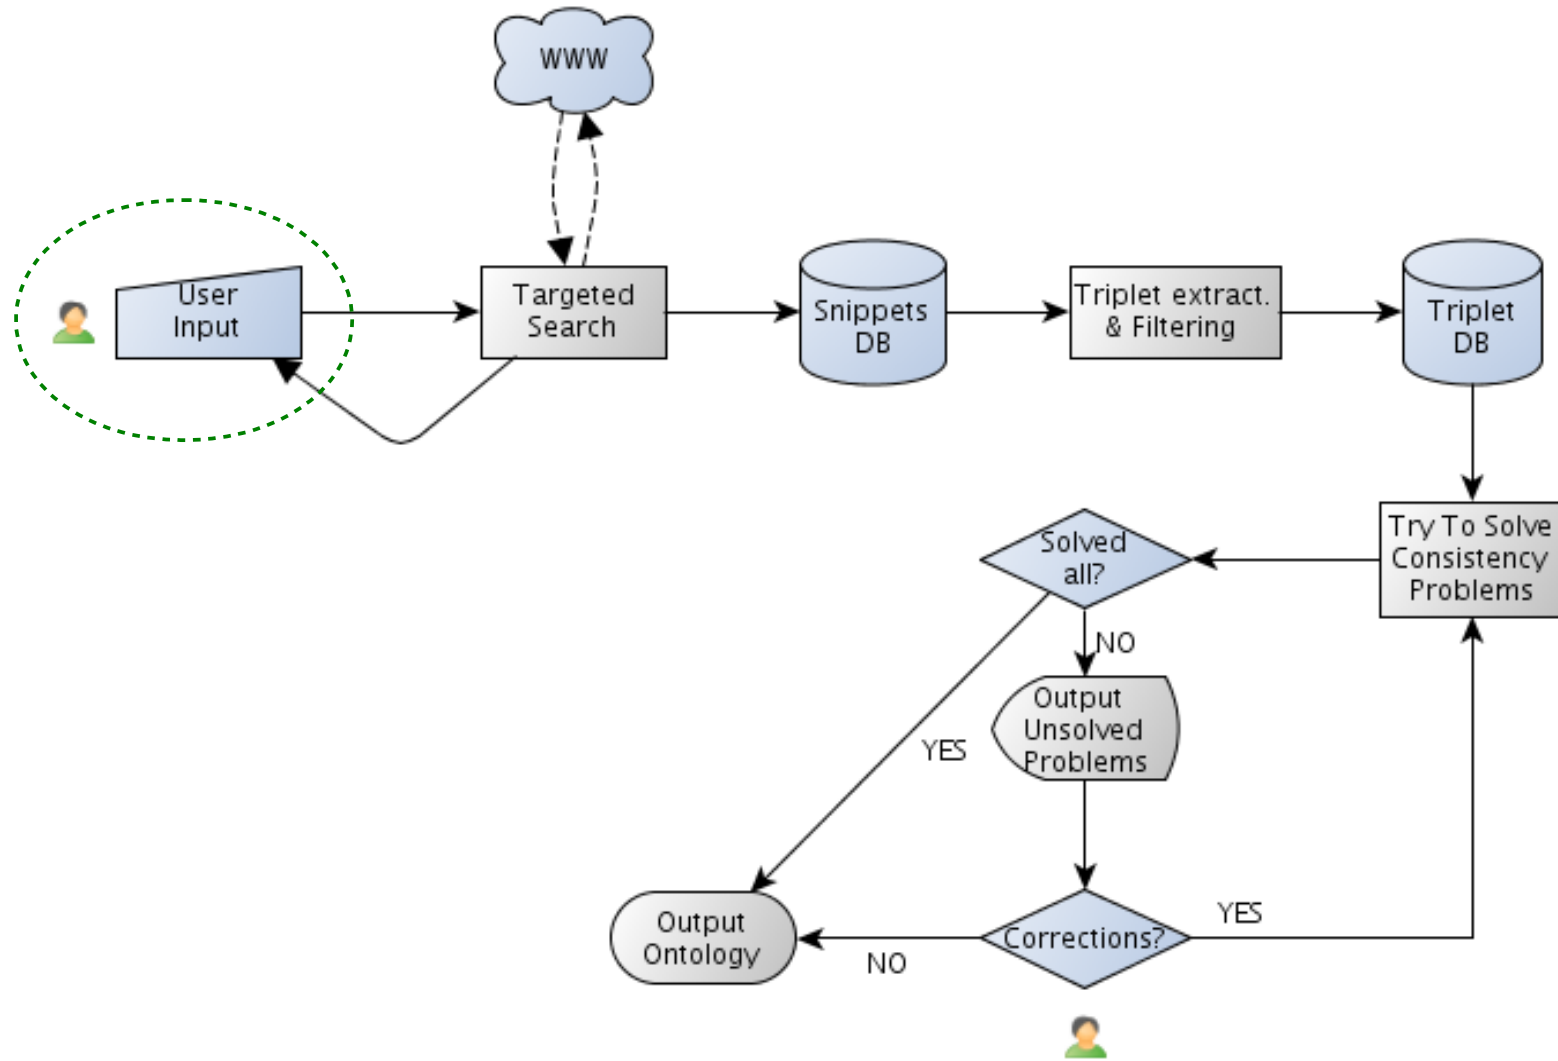 WWW
User
Input
Targeted
Search
Snippets
DB
Triplet extract.
& Filtering
Triplet
DB
Try To Solve
Consistency
Problems
Solved
all?
NO
Output
Unsolved
Problems
YES
Corrections?
YES
NO
Output
Ontology